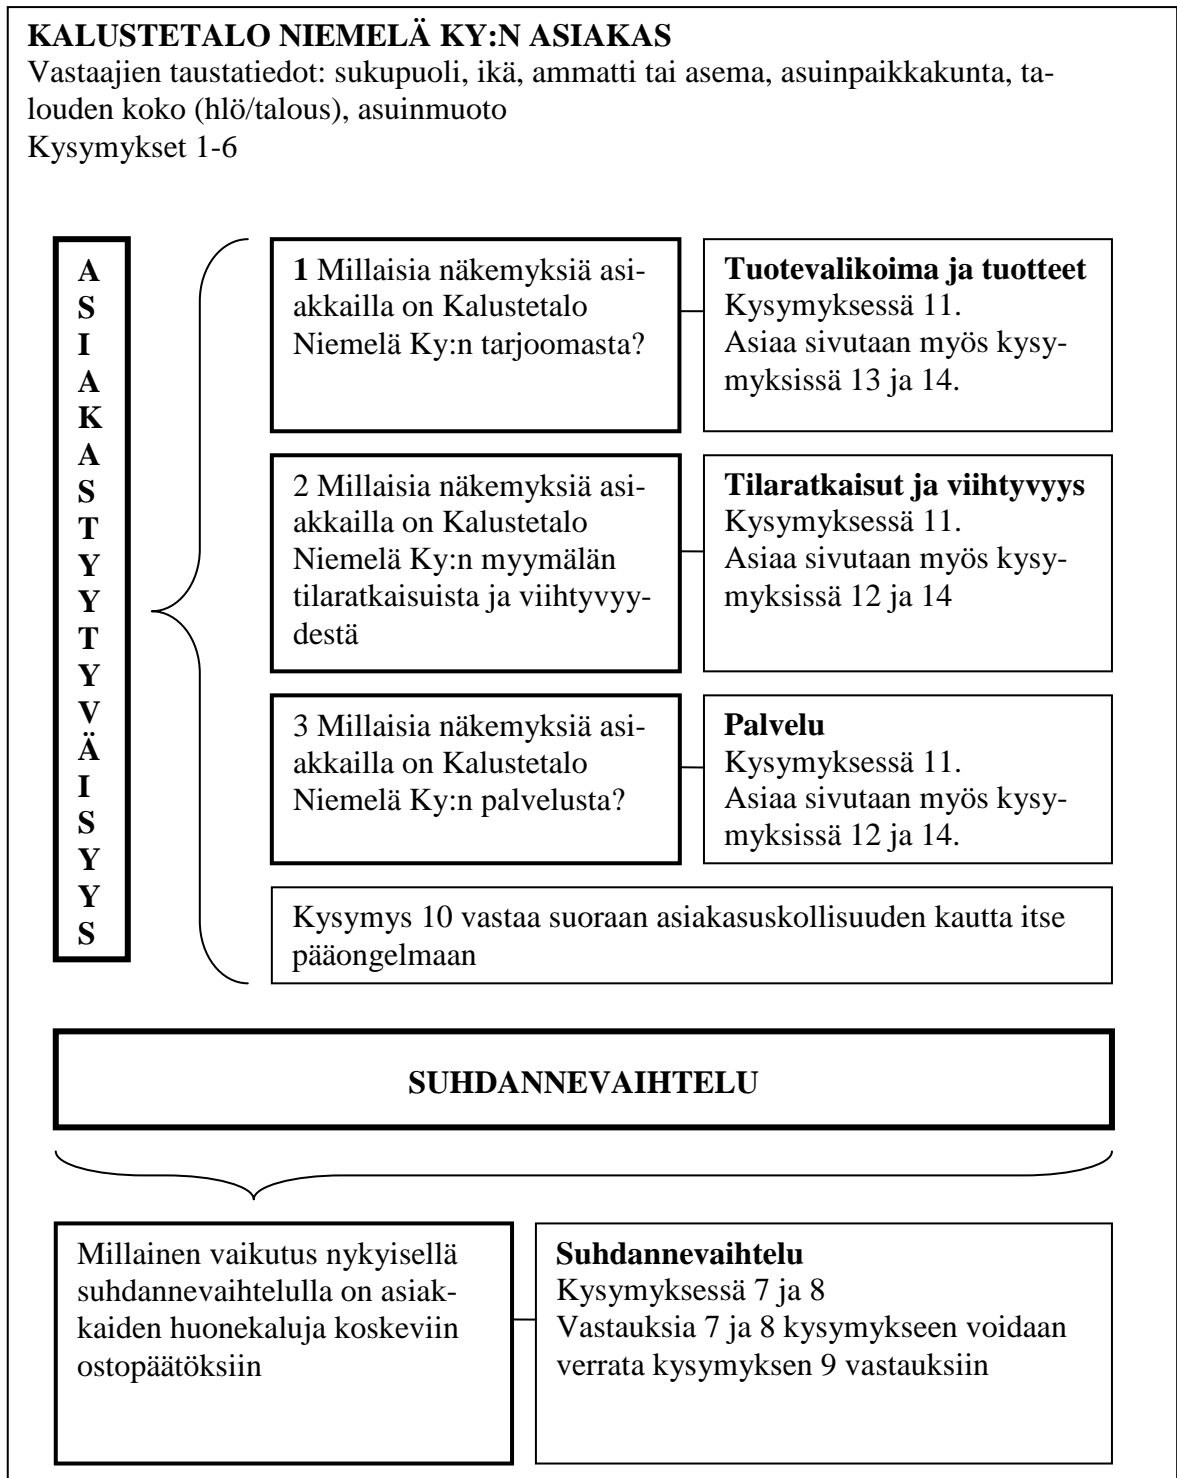 KALUSTETALO NIEMELÄ KY:N ASIAKAS
Vastaajien taustatiedot: sukupuoli, ikä, ammatti tai asema, asuinpaikkakunta, ta-
louden koko (hlö/talous), asuinmuoto
Kysymykset 1-6
A
S
I
A
K
A
S
T
Y
Y
T
Y
V
Ä
I
S
Y
Y
S
1 Millaisia näkemyksiä asi-
akkailla on Kalustetalo
Niemelä Ky:n tarjoomasta?
Tuotevalikoima ja tuotteet
Kysymyksessä 11.
Asiaa sivutaan myös kysy-
myksissä 13 ja 14.
2 Millaisia näkemyksiä asi-
akkailla on Kalustetalo
Niemelä Ky:n myymälän
tilaratkaisuista ja viihtyvyy-
destä
Tilaratkaisut ja viihtyvyys
Kysymyksessä 11.
Asiaa sivutaan myös kysy-
myksissä 12 ja 14
3 Millaisia näkemyksiä asi-
akkailla on Kalustetalo
Niemelä Ky:n palvelusta?
Palvelu
Kysymyksessä 11.
Asiaa sivutaan myös kysy-
myksissä 12 ja 14.
Kysymys 10 vastaa suoraan asiakasuskollisuuden kautta itse
pääongelmaan
SUHDANNEVAIHTELU
Millainen vaikutus nykyisellä
suhdannevaihtelulla on asiak-
kaiden huonekaluja koskeviin
ostopäätöksiin
Suhdannevaihtelu
Kysymyksessä 7 ja 8
Vastauksia 7 ja 8 kysymykseen voidaan
verrata kysymyksen 9 vastauksiin